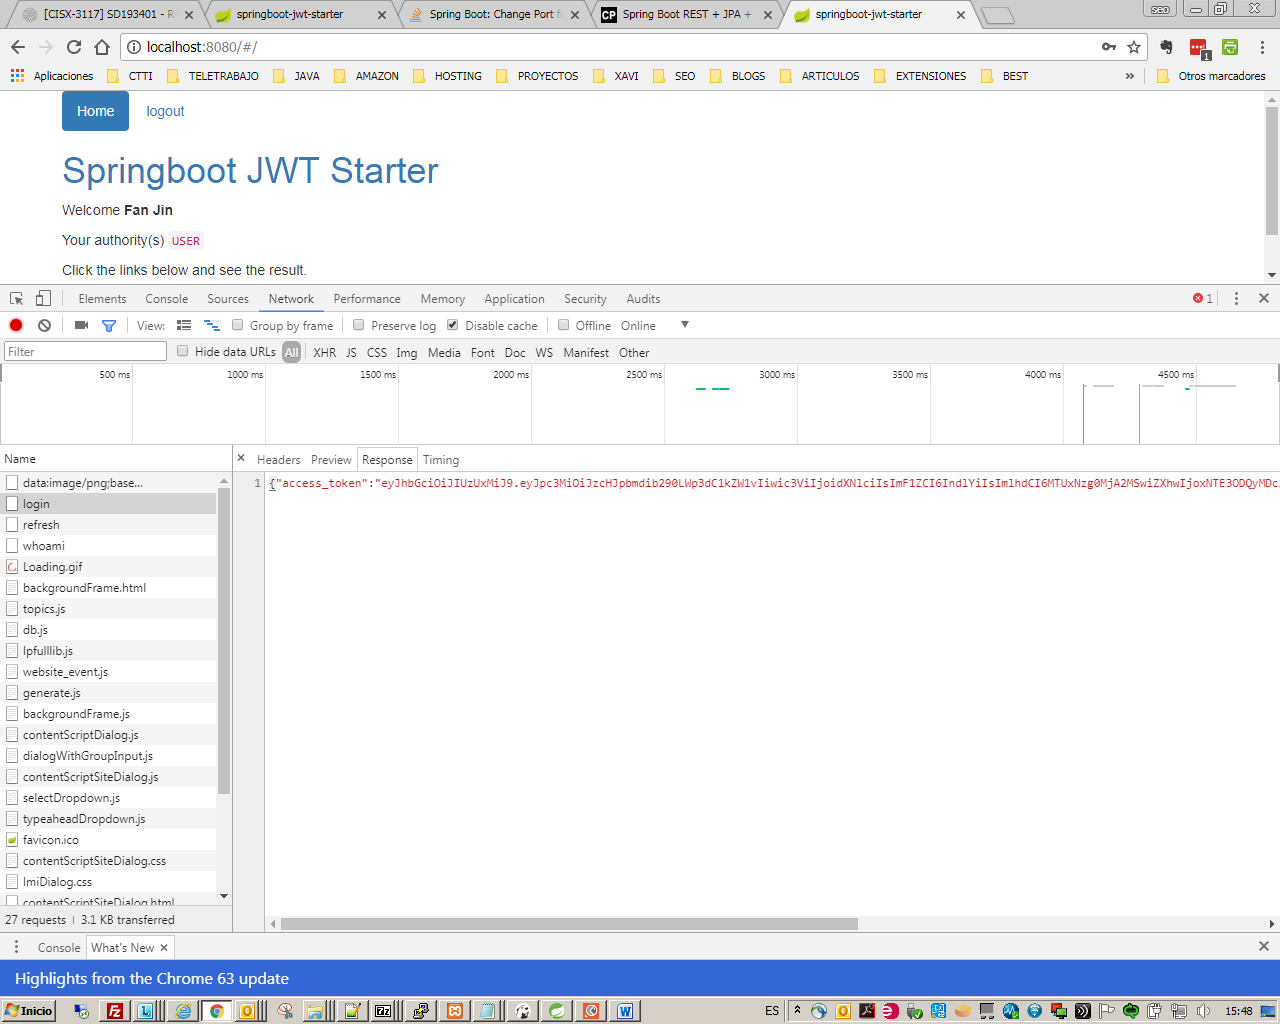 [CISX-3117] SD193401 - R
springboot-jwt-starter
Spring Boot: Change Port f
CP Spring Boot REST + JPA +
springboot-jwt-starter
seo
localhost:8080/#/
1
Aplicaciones CTTI TELETRABAJO JAVA AMAZON HOSTING PROYECTOS XAVI SEO BLOGS ARTICULOS EXTENSIONES BEST » Otros marcadores
Home logout
Springboot JWT Starter
Welcome Fan Jin
Your authority(s) USER
Click the links below and see the result.
Elements Console Sources Network Performance Memory Application Security Audits 1
View: Group by frame Preserve log Disable cache Offline Online
Filter Hide data URLs All XHR JS CSS Img Media Font Doc WS Manifest Other
500 ms 1000 ms 1500 ms 2000 ms 2500 ms 3000 ms 3500 ms 4000 ms 4500 ms
Name Headers Preview Response Timing
1 {"access_token":"eyJhbGciOiJIUzUxMiJ9.eyJpc3MiOiJzcHJpbmdib290LWp3dC1kZW1vIiwic3ViIjoidXNlciIsImF1ZCI6IndlYiIsImlhdCI6MTUxNzg0MjA2MSwiZXhwIjoxNTE3ODQyMDc
data:image/png;base...
login
refresh
whoami
Loading.gif
backgroundFrame.html
topics.js
db.js
lpfulllib.js
website_event.js
generate.js
backgroundFrame.js
contentScriptDialog.js
dialogWithGroupInput.js
contentScriptSiteDialog.js
selectDropdown.js
typeaheadDropdown.js
favicon.ico
contentScriptSiteDialog.css
lmiDialog.css
contentScriptSiteDialog.html
27 requests | 3.1 KB transferred
Console What's New
Highlights from the Chrome 63 update
Inicio ES 15:48